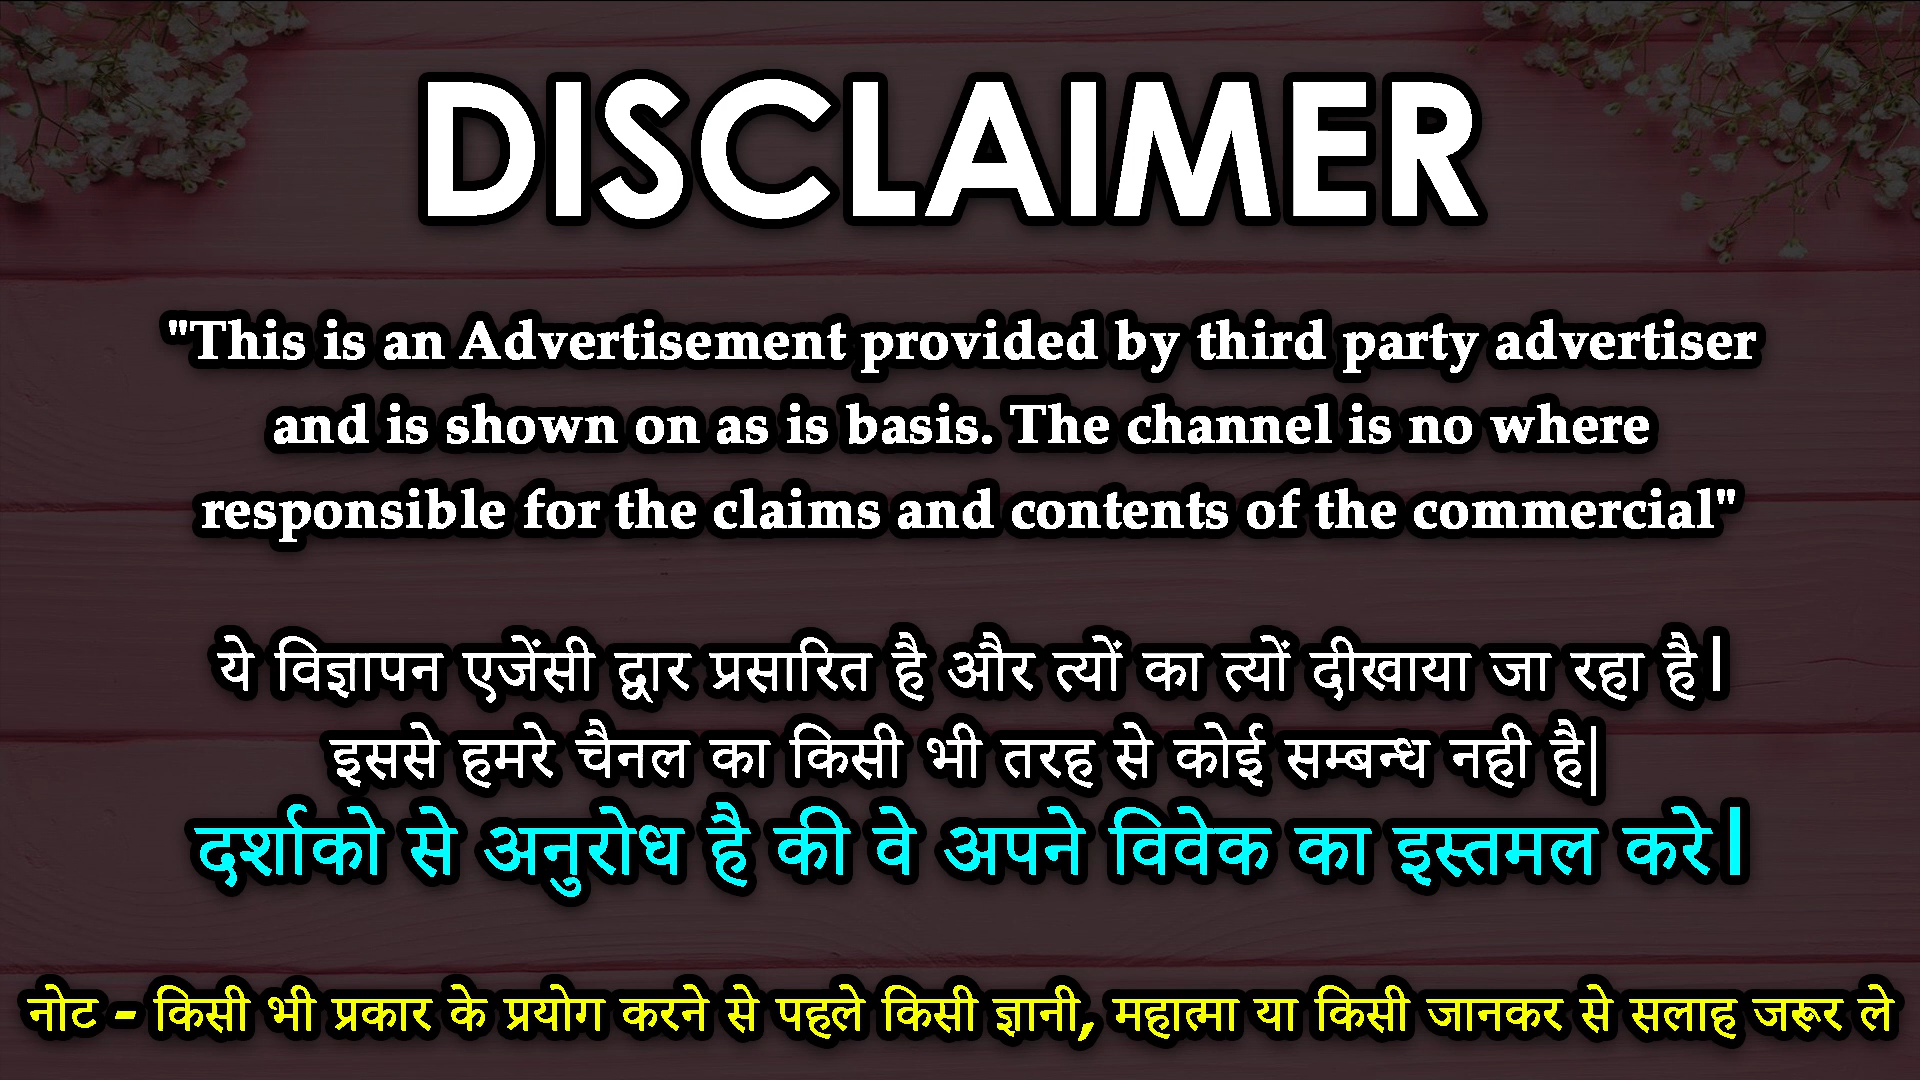 DISCLAIMER
"This is an Advertisement provided by third party advertiser
and is shown on as is basis. The channel is no where
responsible for the claims and contents of the commercial"
ये विज्ञापन एजेंसी द्वार प्रसारित है और त्यों का त्यों दीखाया जा रहा है।
इससे हमरे चैनल का किसी भी तरह से कोई सम्बन्ध नही है|
दर्शाको से अनुरोध है की वे अपने विवेक का इस्तमल करे।
नोट - किसी भी प्रकार के प्रयोग करने से पहले किसी ज्ञानी, महात्मा या किसी जानकर से सलाह जरूर ले